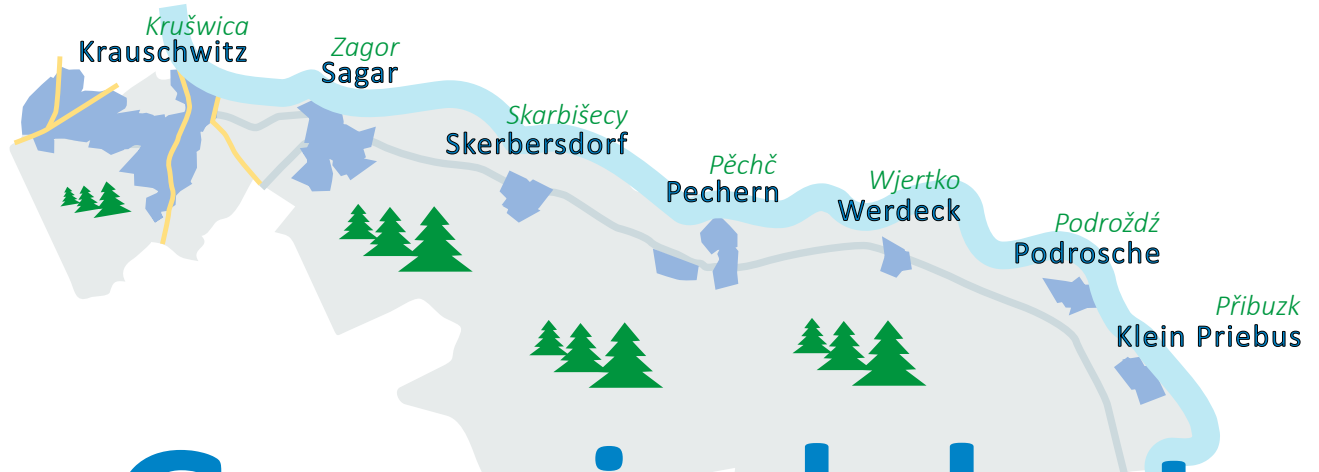 Krušwica
Krauschwitz
Zagor
Sagar
Skarbišecy
Skerbersdorf
Pěchč
Pechern
Wjertko
Werdeck
Podroždź
Podrosche
Přibuzk
Klein Priebus